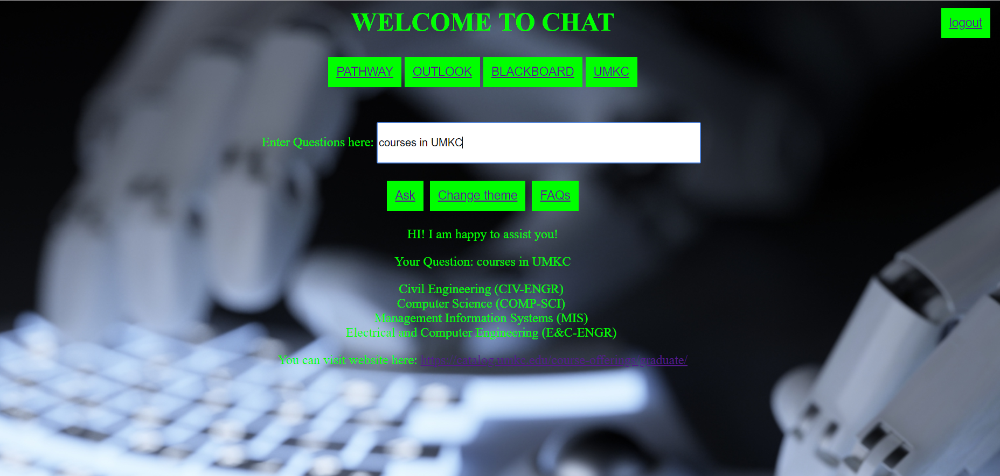 WELCOME TO CHAT
logout
PATHWAY OUTLOOK BLACKBOARD UMKC
Enter Questions here: courses in UMKC
Ask Change theme FAQs
HI! I am happy to assist you!
Your Question: courses in UMKC
Civil Engineering (CIV-ENGR)
Computer Science (COMP-SCI)
Management Information Systems (MIS)
Electrical and Computer Engineering (E&C-ENGR)
You can visit website here: https://catalog.umkc.edu/course-offerings/graduate/